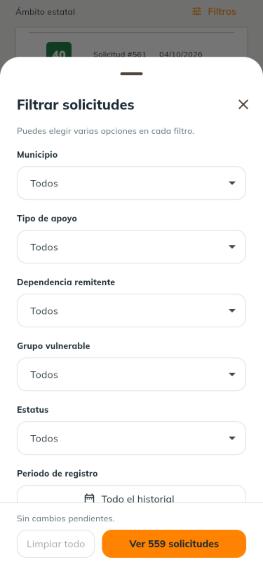 Ámbito estatal
Filtros
40
Solicitud #561
04/10/2026
Filtrar solicitudes
Puedes elegir varias opciones en cada filtro.
Municipio
Todos
Tipo de apoyo
Todos
Dependencia remitente
Todos
Grupo vulnerable
Todos
Estatus
Todos
Periodo de registro
Todo el historial
Sin cambios pendientes.
Limpiar todo
Ver 559 solicitudes